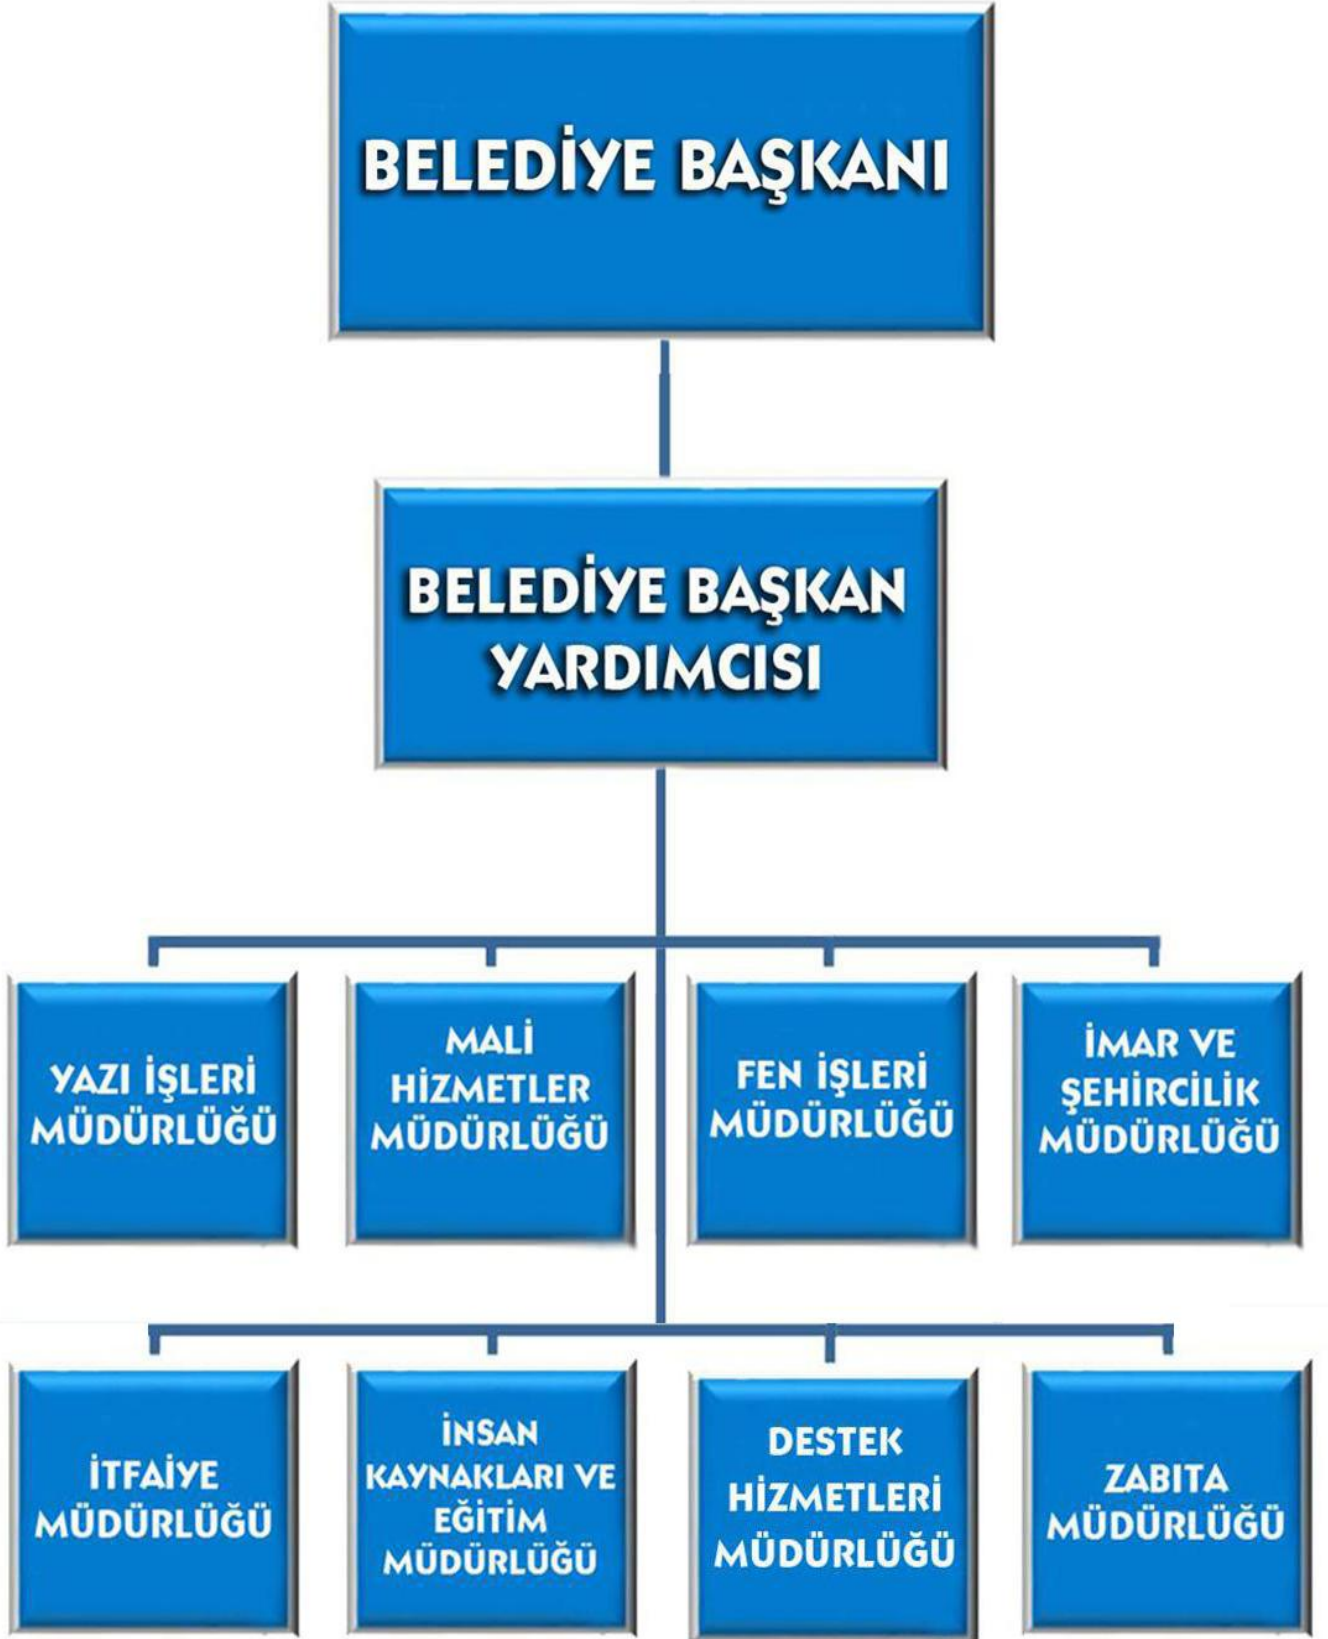 BELEDİYE BAŞKANI
BELEDİYE BAŞKAN
YARDIMCISI
YAZI İŞLERİ
MÜDÜRLÜĞÜ
MALİ
HİZMETLER
MÜDÜRLÜĞÜ
FEN İŞLERİ
MÜDÜRLÜĞÜ
İMAR VE
ŞEHİRCİLİK
MÜDÜRLÜĞÜ
İTFAİYE
MÜDÜRLÜĞÜ
İNSAN
KAYNAKLARI VE
EĞİTİM
MÜDÜRLÜĞÜ
DESTEK
HİZMETLERİ
MÜDÜRLÜĞÜ
ZABITA
MÜDÜRLÜĞÜ